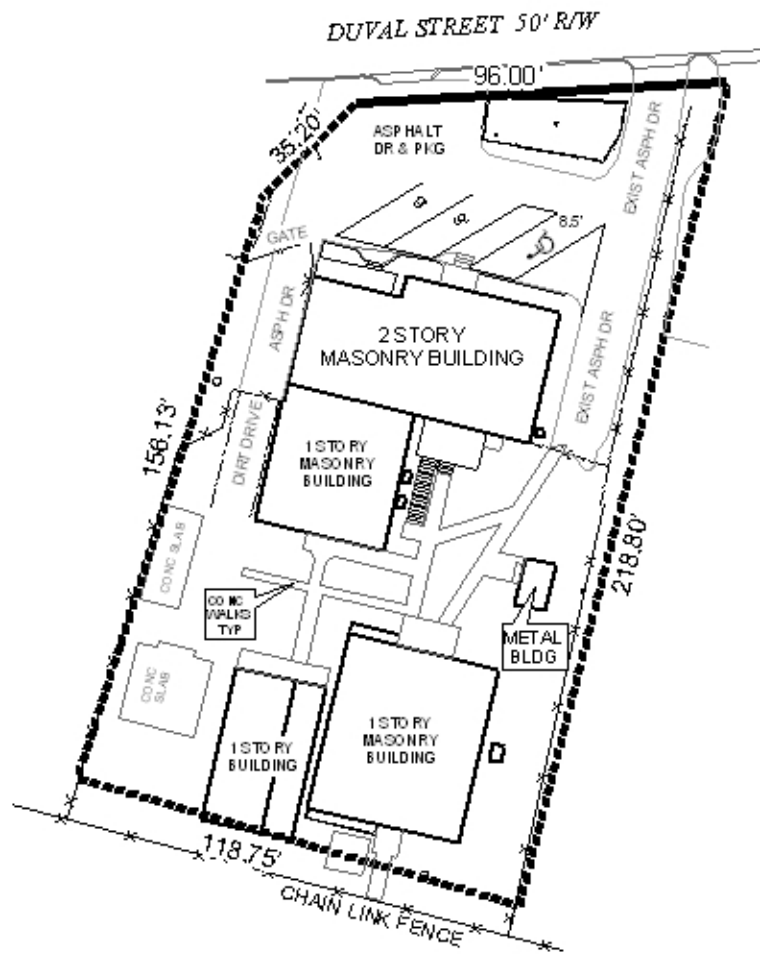 DUVAL STREET 50' R/W
96.00'
35.20'
ASPHALT
DR & PKG
EXIST ASPH DR
GATE
9
9
8.5'
ASPH DR
2 STORY
MASONRY BUILDING
EXIST ASPH DR
156.13'
DIRT DRIVE
1 STORY
MASONRY
BUILDING
CONC SLAB
218.80'
CONC
WALKS
TYP
METAL
BLDG
CONC
SLAB
1 STORY
BUILDING
1 STORY
MASONRY
BUILDING
118.75'
CHAIN LINK FENCE